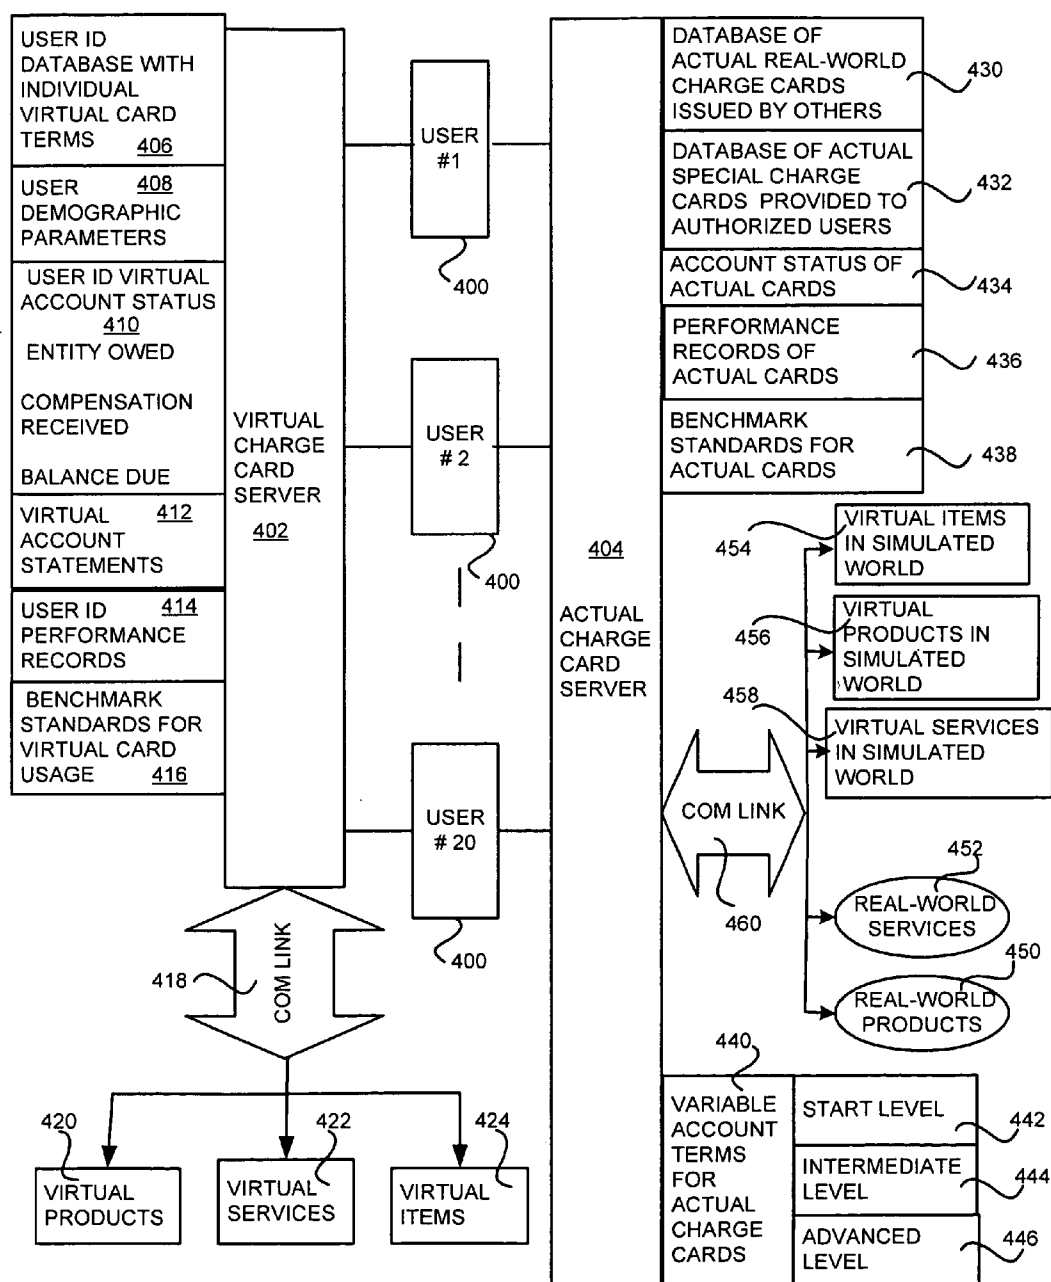 USER ID
DATABASE WITH
INDIVIDUAL
VIRTUAL CARD
TERMS 406
USER 408
DEMOGRAPHIC
PARAMETERS
USER ID VIRTUAL
ACCOUNT STATUS
410
ENTITY OWED
COMPENSATION
RECEIVED
BALANCE DUE
VIRTUAL 412
ACCOUNT
STATEMENTS
USER ID 414
PERFORMANCE
RECORDS
BENCHMARK
STANDARDS FOR
VIRTUAL CARD
USAGE 416
VIRTUAL
CHARGE
CARD
SERVER
402
USER
#1
400
USER
# 2
400
USER
# 20
400
404
ACTUAL
CHARGE
CARD
SERVER
DATABASE OF
ACTUAL REAL-WORLD
CHARGE CARDS
ISSUED BY OTHERS
430
DATABASE OF ACTUAL
SPECIAL CHARGE
CARDS PROVIDED TO
AUTHORIZED USERS
432
ACCOUNT STATUS OF
ACTUAL CARDS
434
PERFORMANCE
RECORDS OF
ACTUAL CARDS
436
BENCHMARK
STANDARDS FOR
ACTUAL CARDS
438
454
VIRTUAL ITEMS
IN SIMULATED
WORLD
456
VIRTUAL
PRODUCTS IN
SIMULATED
WORLD
458
VIRTUAL SERVICES
IN SIMULATED
WORLD
COM LINK
460
452
REAL-WORLD
SERVICES
450
REAL-WORLD
PRODUCTS
418
COM LINK
420
VIRTUAL
PRODUCTS
422
VIRTUAL
SERVICES
424
VIRTUAL
ITEMS
440
VARIABLE
ACCOUNT
TERMS
FOR
ACTUAL
CHARGE
CARDS
START LEVEL
442
INTERMEDIATE
LEVEL
444
ADVANCED
LEVEL
446